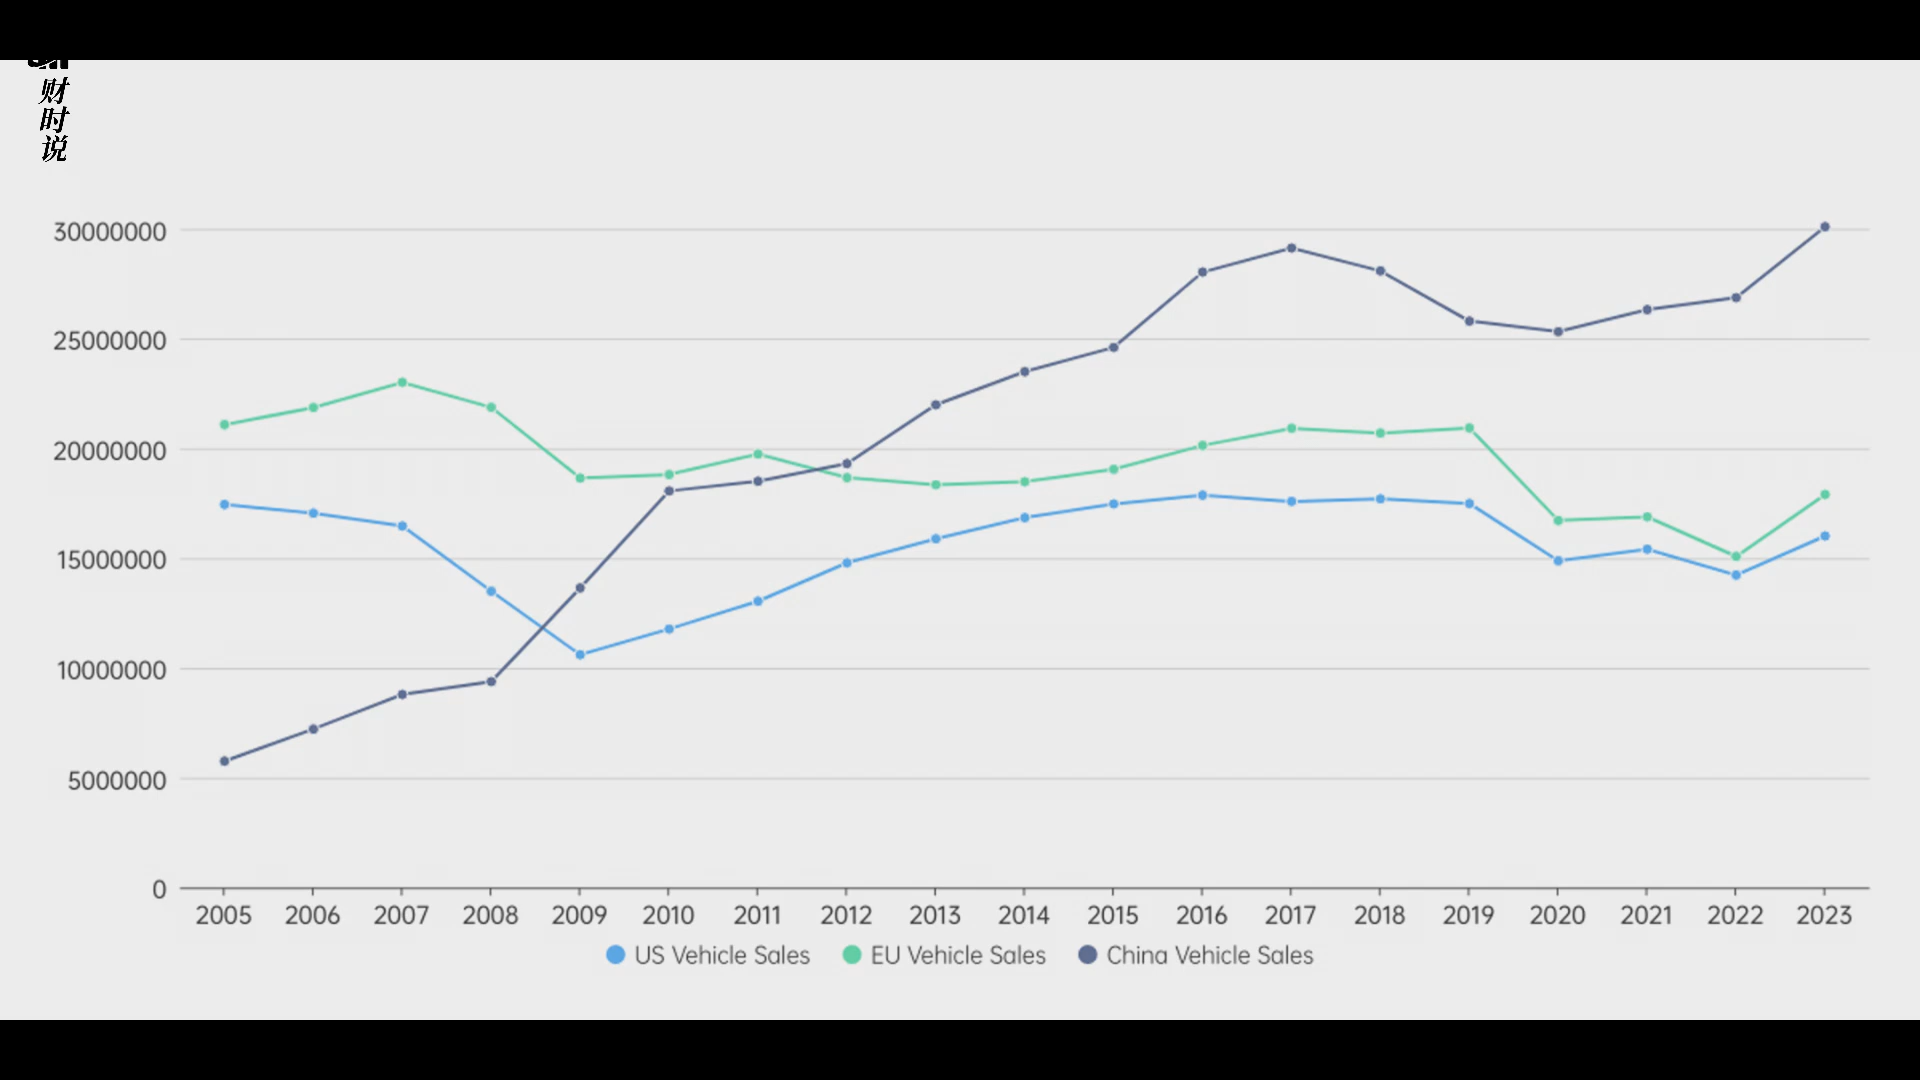 财
时
说
30000000
25000000
20000000
15000000
10000000
5000000
0
2005 2006 2007 2008 2009 2010 2011 2012 2013 2014 2015 2016 2017 2018 2019 2020 2021 2022 2023
US Vehicle Sales EU Vehicle Sales China Vehicle Sales